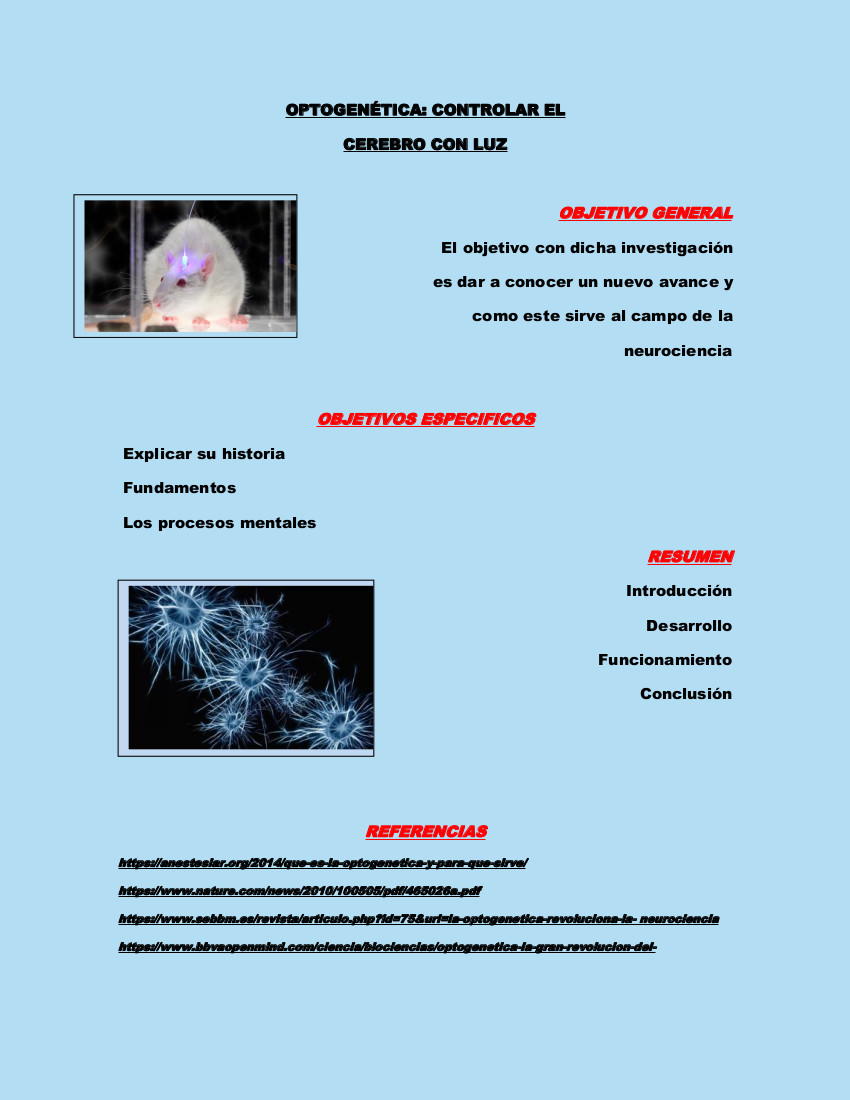 OPTOGENÉTICA: CONTROLAR EL
CEREBRO CON LUZ
OBJETIVO GENERAL
El objetivo con dicha investigación
es dar a conocer un nuevo avance y
como este sirve al campo de la
neurociencia
OBJETIVOS ESPECIFICOS
Explicar su historia
Fundamentos
Los procesos mentales
RESUMEN
Introducción
Desarrollo
Funcionamiento
Conclusión
REFERENCIAS
https://anestesiar.org/2014/que-es-la-optogenetica-y-para-que-sirve/
https://www.nature.com/news/2010/100505/pdf/465026a.pdf
https://www.sebbm.es/revista/articulo.php?id=75&url=la-optogenetica-revoluciona-la- neurociencia
https://www.bbvaopenmind.com/ciencia/biociencias/optogenetica-la-gran-revolucion-del-